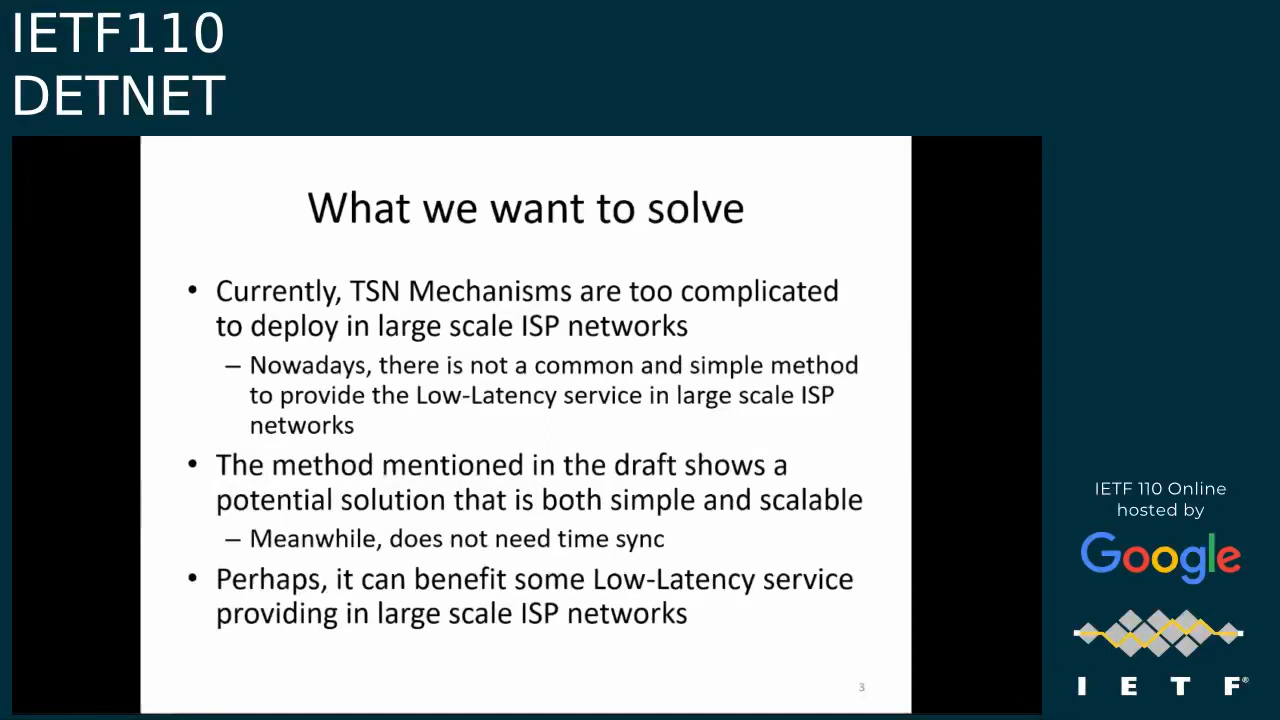 IETF110
DETNET
What we want to solve
• Currently, TSN Mechanisms are too complicated
to deploy in large scale ISP networks
– Nowadays, there is not a common and simple method
to provide the Low-Latency service in large scale ISP
networks
• The method mentioned in the draft shows a
potential solution that is both simple and scalable
– Meanwhile, does not need time sync
• Perhaps, it can benefit some Low-Latency service
providing in large scale ISP networks
3
IETF 110 Online
hosted by
Google
I E T F®